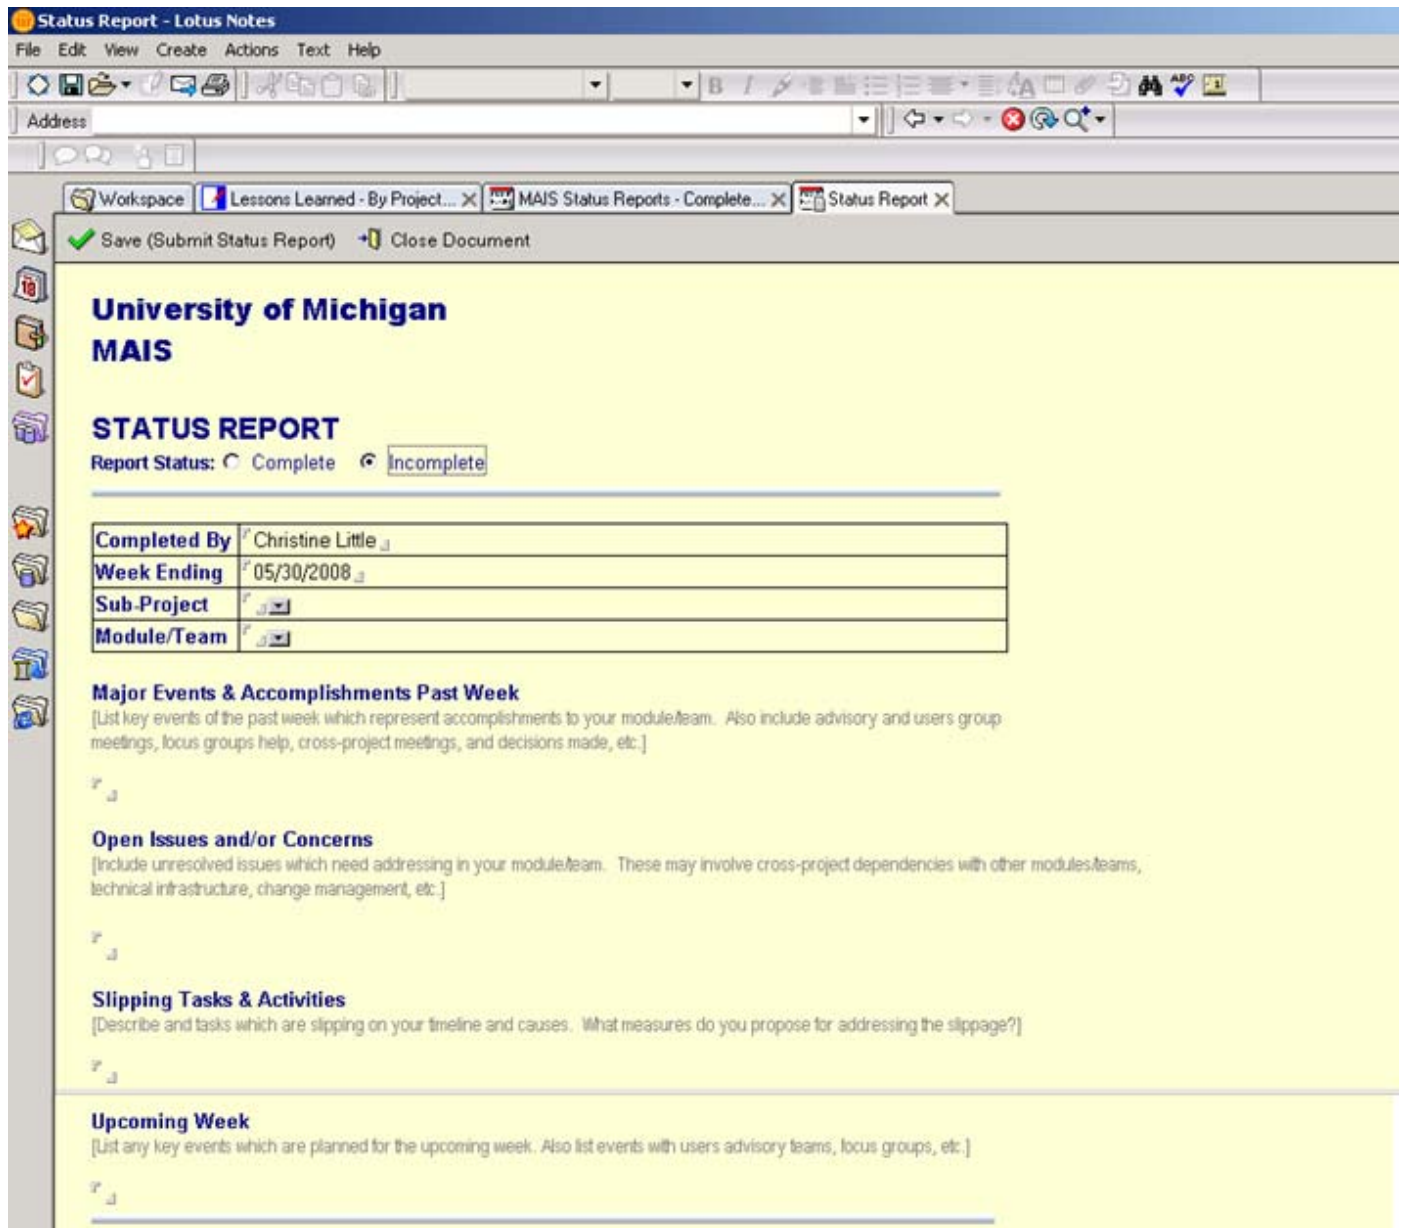 Status Report - Lotus Notes
File Edit View Create Actions Text Help
B I
Address
Workspace Lessons Learned - By Project... MAIS Status Reports - Complete... Status Report
Save (Submit Status Report) Close Document
University of Michigan
MAIS
STATUS REPORT
Report Status: Complete Incomplete
Completed By Christine Little
Week Ending 05/30/2008
Sub-Project
Module/Team
Major Events & Accomplishments Past Week
[List key events of the past week which represent accomplishments to your module/team. Also include advisory and users group
meetings, focus groups help, cross-project meetings, and decisions made, etc.]
Open Issues and/or Concerns
[Include unresolved issues which need addressing in your module/team. These may involve cross-project dependencies with other modules/teams,
technical infrastructure, change management, etc.]
Slipping Tasks & Activities
[Describe and tasks which are slipping on your timeline and causes. What measures do you propose for addressing the slippage?]
Upcoming Week
[List any key events which are planned for the upcoming week. Also list events with users advisory teams, focus groups, etc.]